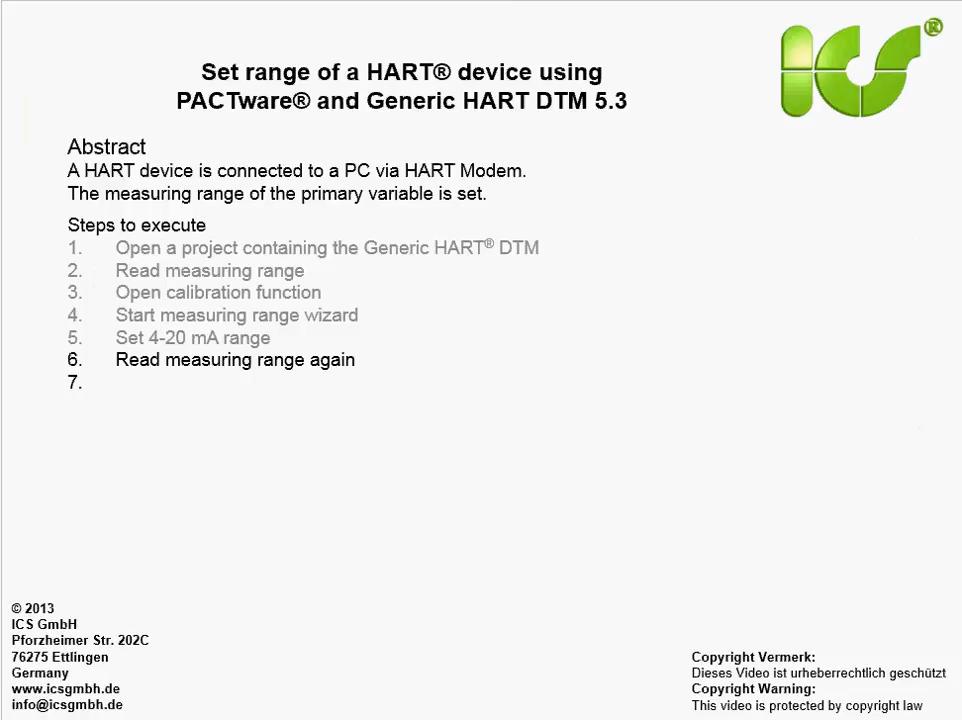 ICS®
Set range of a HART® device using
PACTware® and Generic HART DTM 5.3
Abstract
A HART device is connected to a PC via HART Modem.
The measuring range of the primary variable is set.
Steps to execute
1. Open a project containing the Generic HART® DTM
2. Read measuring range
3. Open calibration function
4. Start measuring range wizard
5. Set 4-20 mA range
6. Read measuring range again
7.
© 2013
ICS GmbH
Pforzheimer Str. 202C
76275 Ettlingen
Germany
www.icsgmbh.de
info@icsgmbh.de
Copyright Vermerk:
Dieses Video ist urheberrechtlich geschützt
Copyright Warning:
This video is protected by copyright law